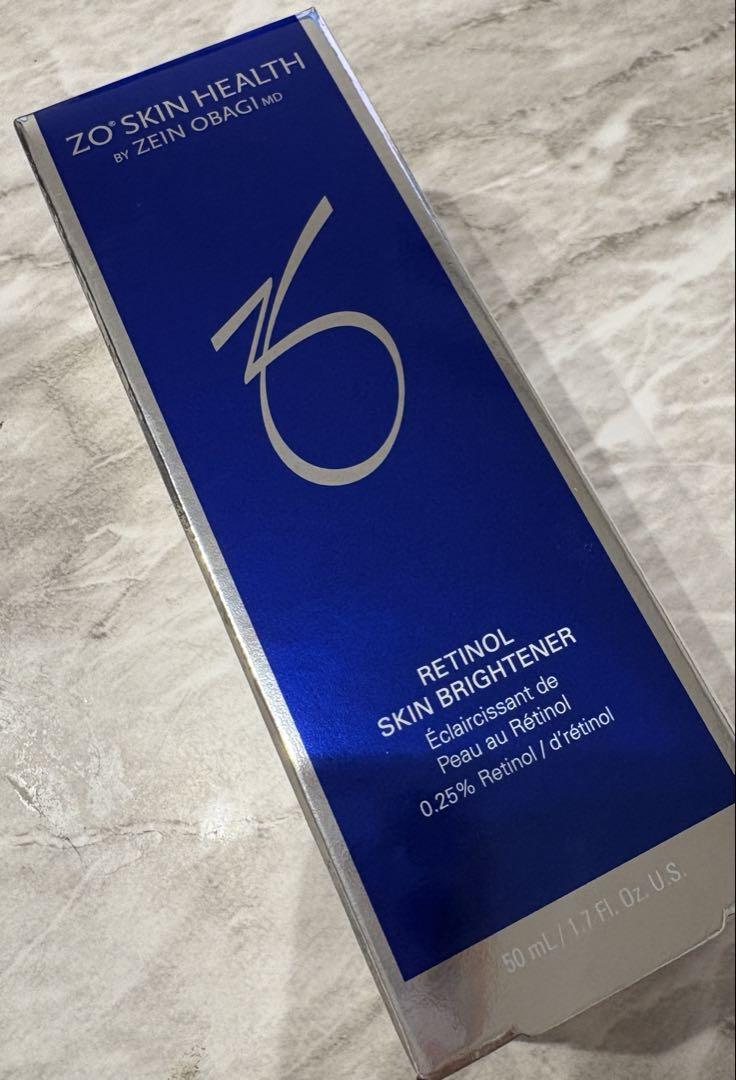 ZO® SKIN HEALTH
BY ZEIN OBAGI MD
ZO
RETINOL
SKIN BRIGHTENER
Éclaircissant de
Peau au Rétinol
0.25% Retinol / d'rétinol
50 mL / 1.7 Fl. Oz. U.S.